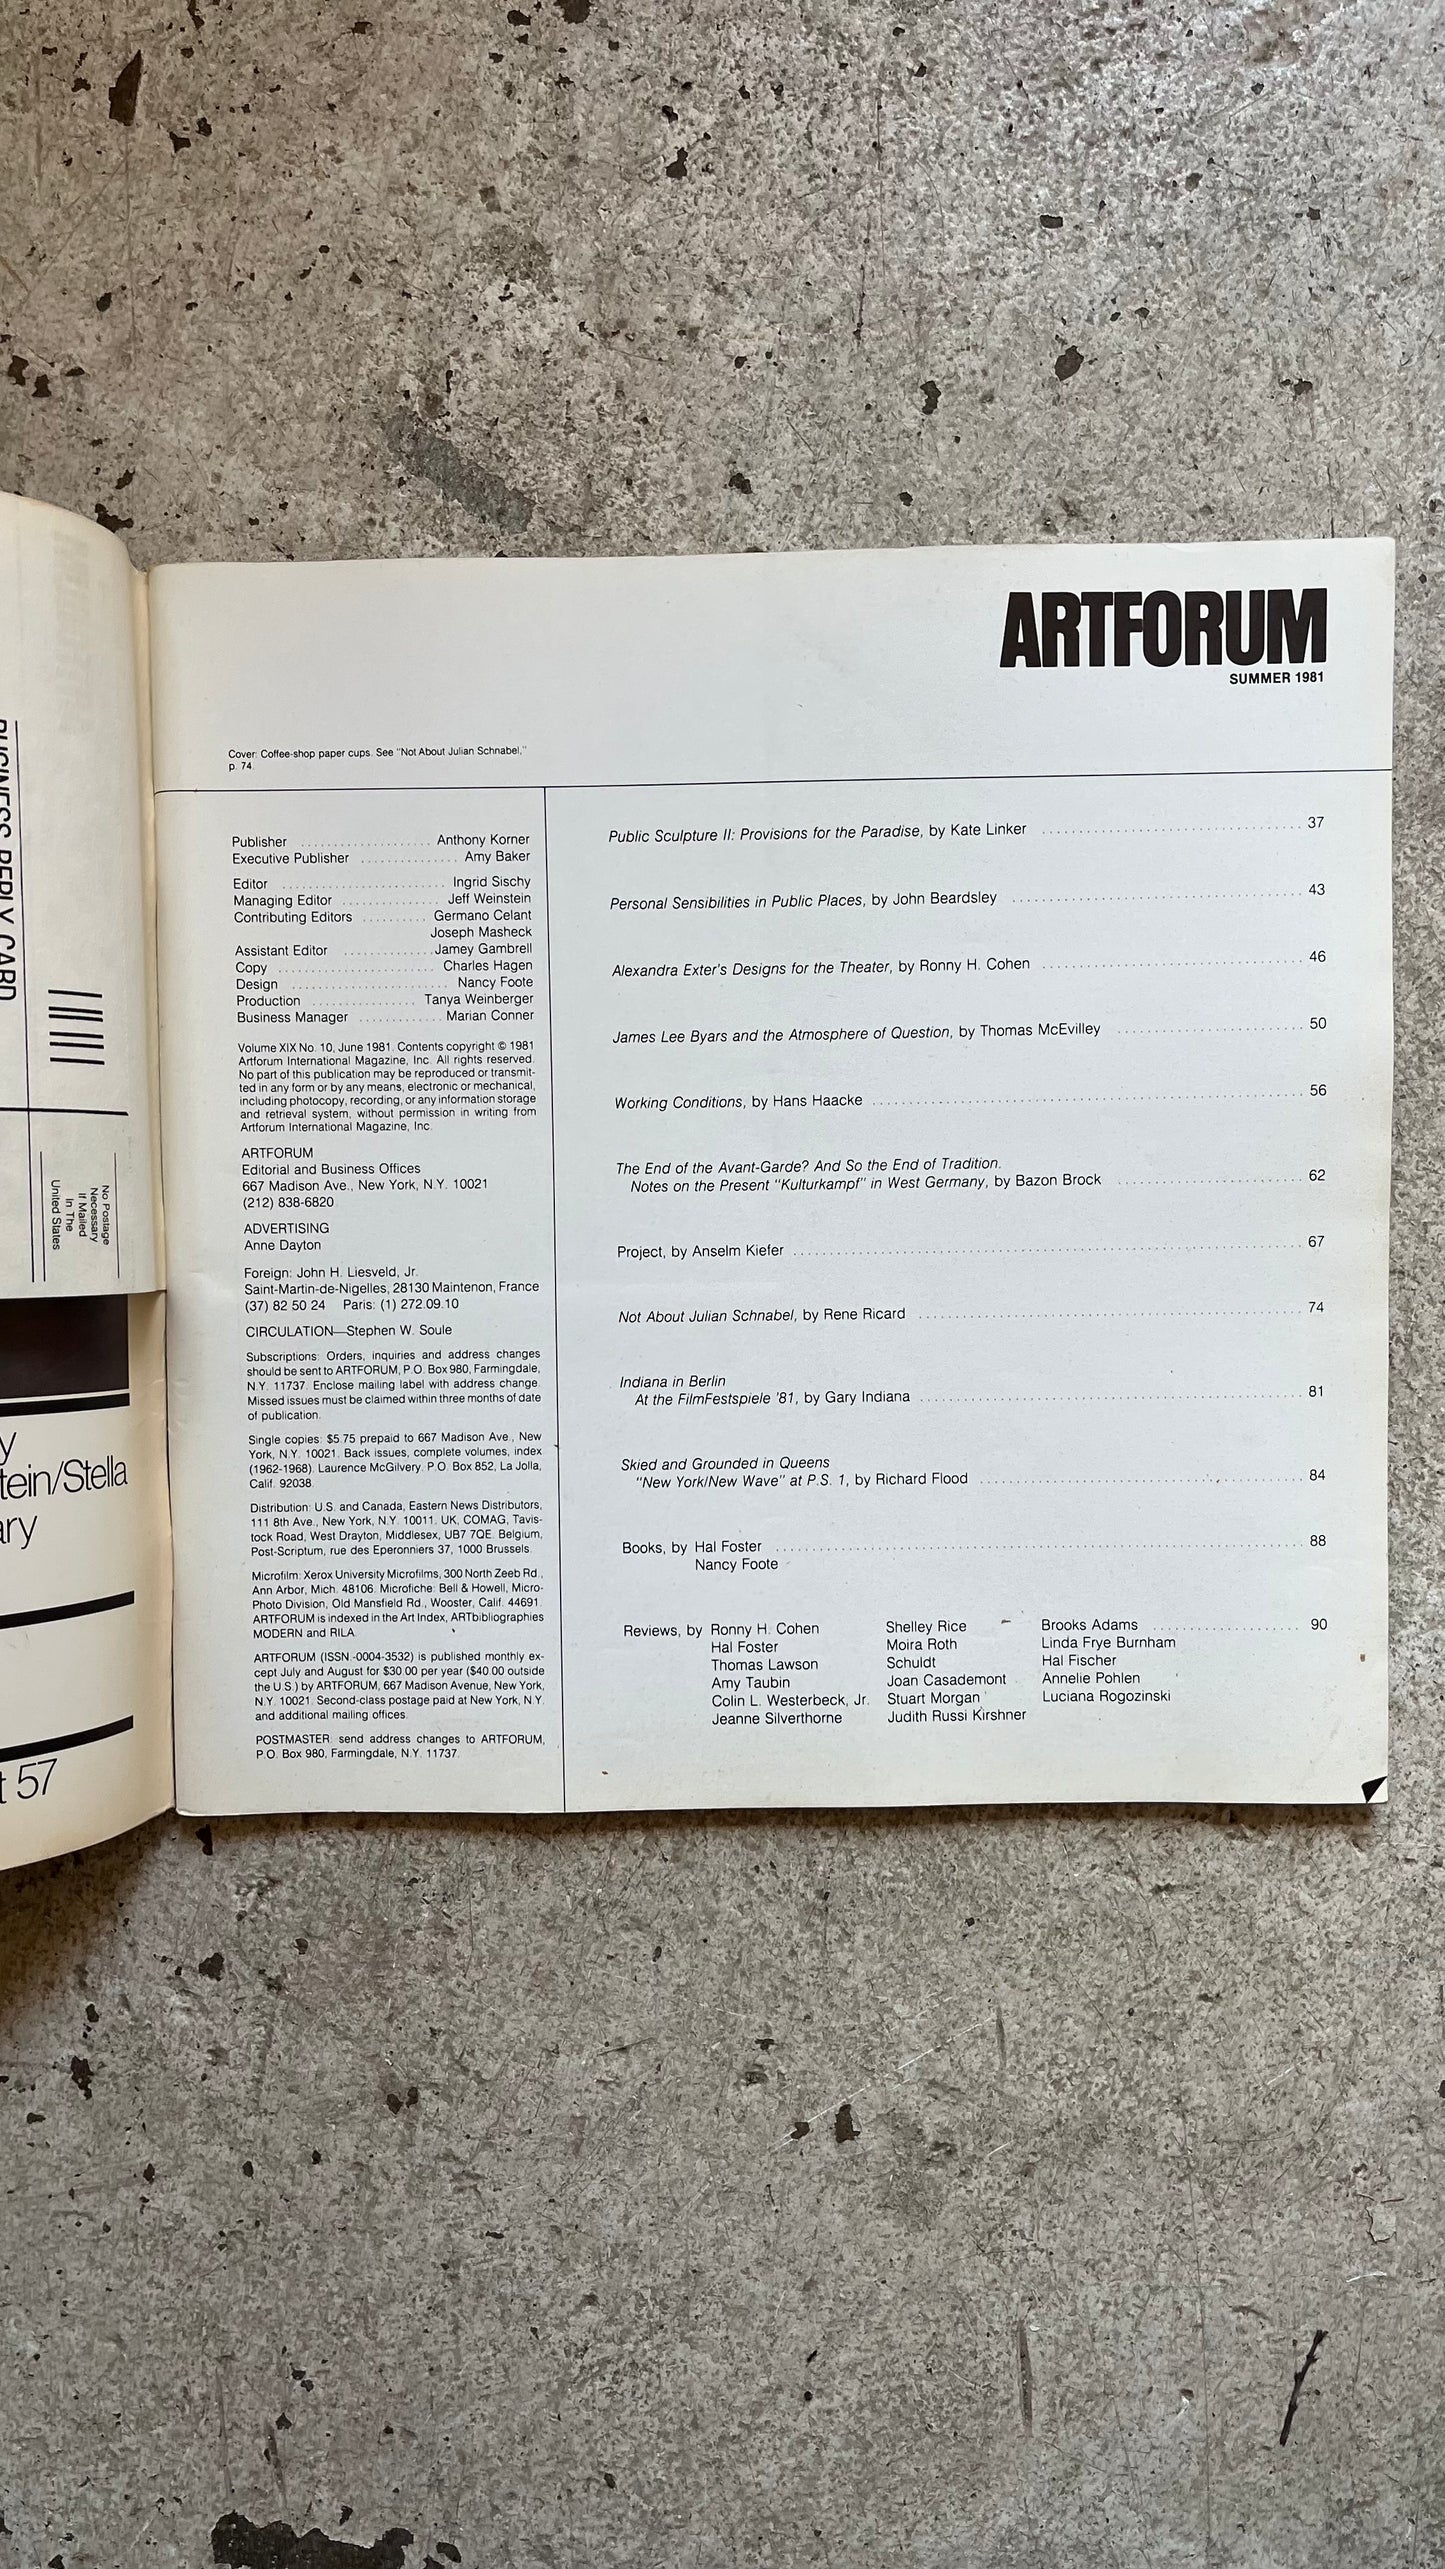 BUSINESS REPLY CARD
No Postage
Necessary
If Mailed
In The
United States
tein/Stella
57
ARTFORUM
SUMMER 1981
Cover: Coffee-shop paper cups. See "Not About Julian Schnabel,"
p. 74.
Publisher ..................... Anthony Korner
Executive Publisher ............... Amy Baker
Editor ......................... Ingrid Sischy
Managing Editor ............... Jeff Weinstein
Contributing Editors .......... Germano Celant
Joseph Masheck
Assistant Editor .............. Jamey Gambrell
Copy ........................ Charles Hagen
Design ........................ Nancy Foote
Production ................ Tanya Weinberger
Business Manager ............. Marian Conner
Volume XIX No. 10, June 1981. Contents copyright © 1981
Artforum International Magazine, Inc. All rights reserved.
No part of this publication may be reproduced or transmit-
ted in any form or by any means, electronic or mechanical,
including photocopy, recording, or any information storage
and retrieval system, without permission in writing from
Artforum International Magazine, Inc.
ARTFORUM
Editorial and Business Offices
667 Madison Ave., New York, N.Y. 10021
(212) 838-6820
ADVERTISING
Anne Dayton
Foreign: John H. Liesveld, Jr.
Saint-Martin-de-Nigelles, 28130 Maintenon, France
(37) 82 50 24 Paris: (1) 272.09.10
CIRCULATION—Stephen W. Soule
Subscriptions: Orders, inquiries and address changes
should be sent to ARTFORUM, P.O. Box 980, Farmingdale,
N.Y. 11737. Enclose mailing label with address change.
Missed issues must be claimed within three months of date
of publication.
Single copies: $5.75 prepaid to 667 Madison Ave., New
York, N.Y. 10021. Back issues, complete volumes, index
(1962-1968). Laurence McGilvery. P.O. Box 852, La Jolla,
Calif. 92038.
Distribution: U.S. and Canada, Eastern News Distributors,
111 8th Ave., New York, N.Y. 10011. UK, COMAG, Tavis-
tock Road, West Drayton, Middlesex, UB7 7QE. Belgium,
Post-Scriptum, rue des Eperonniers 37, 1000 Brussels.
Microfilm: Xerox University Microfilms, 300 North Zeeb Rd.,
Ann Arbor, Mich. 48106. Microfiche: Bell & Howell, Micro-
Photo Division, Old Mansfield Rd., Wooster, Calif. 44691.
ARTFORUM is indexed in the Art Index, ARTbibliographies
MODERN and RILA.
ARTFORUM (ISSN-0004-3532) is published monthly ex-
cept July and August for $30.00 per year ($40.00 outside
the U.S.) by ARTFORUM, 667 Madison Avenue, New York,
N.Y. 10021. Second-class postage paid at New York, N.Y.
and additional mailing offices.
POSTMASTER: send address changes to ARTFORUM,
P.O. Box 980, Farmingdale, N.Y. 11737.
Public Sculpture II: Provisions for the Paradise, by Kate Linker ........ 37
Personal Sensibilities in Public Places, by John Beardsley ........ 43
Alexandra Exter's Designs for the Theater, by Ronny H. Cohen ........ 46
James Lee Byars and the Atmosphere of Question, by Thomas McEvilley ........ 50
Working Conditions, by Hans Haacke ........ 56
The End of the Avant-Garde? And So the End of Tradition.
Notes on the Present "Kulturkampf" in West Germany, by Bazon Brock ........ 62
Project, by Anselm Kiefer ........ 67
Not About Julian Schnabel, by Rene Ricard ........ 74
Indiana in Berlin
At the FilmFestspiele '81, by Gary Indiana ........ 81
Skied and Grounded in Queens
"New York/New Wave" at P.S. 1, by Richard Flood ........ 84
Books, by Hal Foster ........ 88
Nancy Foote
Reviews, by Ronny H. Cohen Shelley Rice Brooks Adams ........ 90
Hal Foster Moira Roth Linda Frye Burnham
Thomas Lawson Schuldt Hal Fischer
Amy Taubin Joan Casademont Annelie Pohlen
Colin L. Westerbeck, Jr. Stuart Morgan Luciana Rogozinski
Jeanne Silverthorne Judith Russi Kirshner